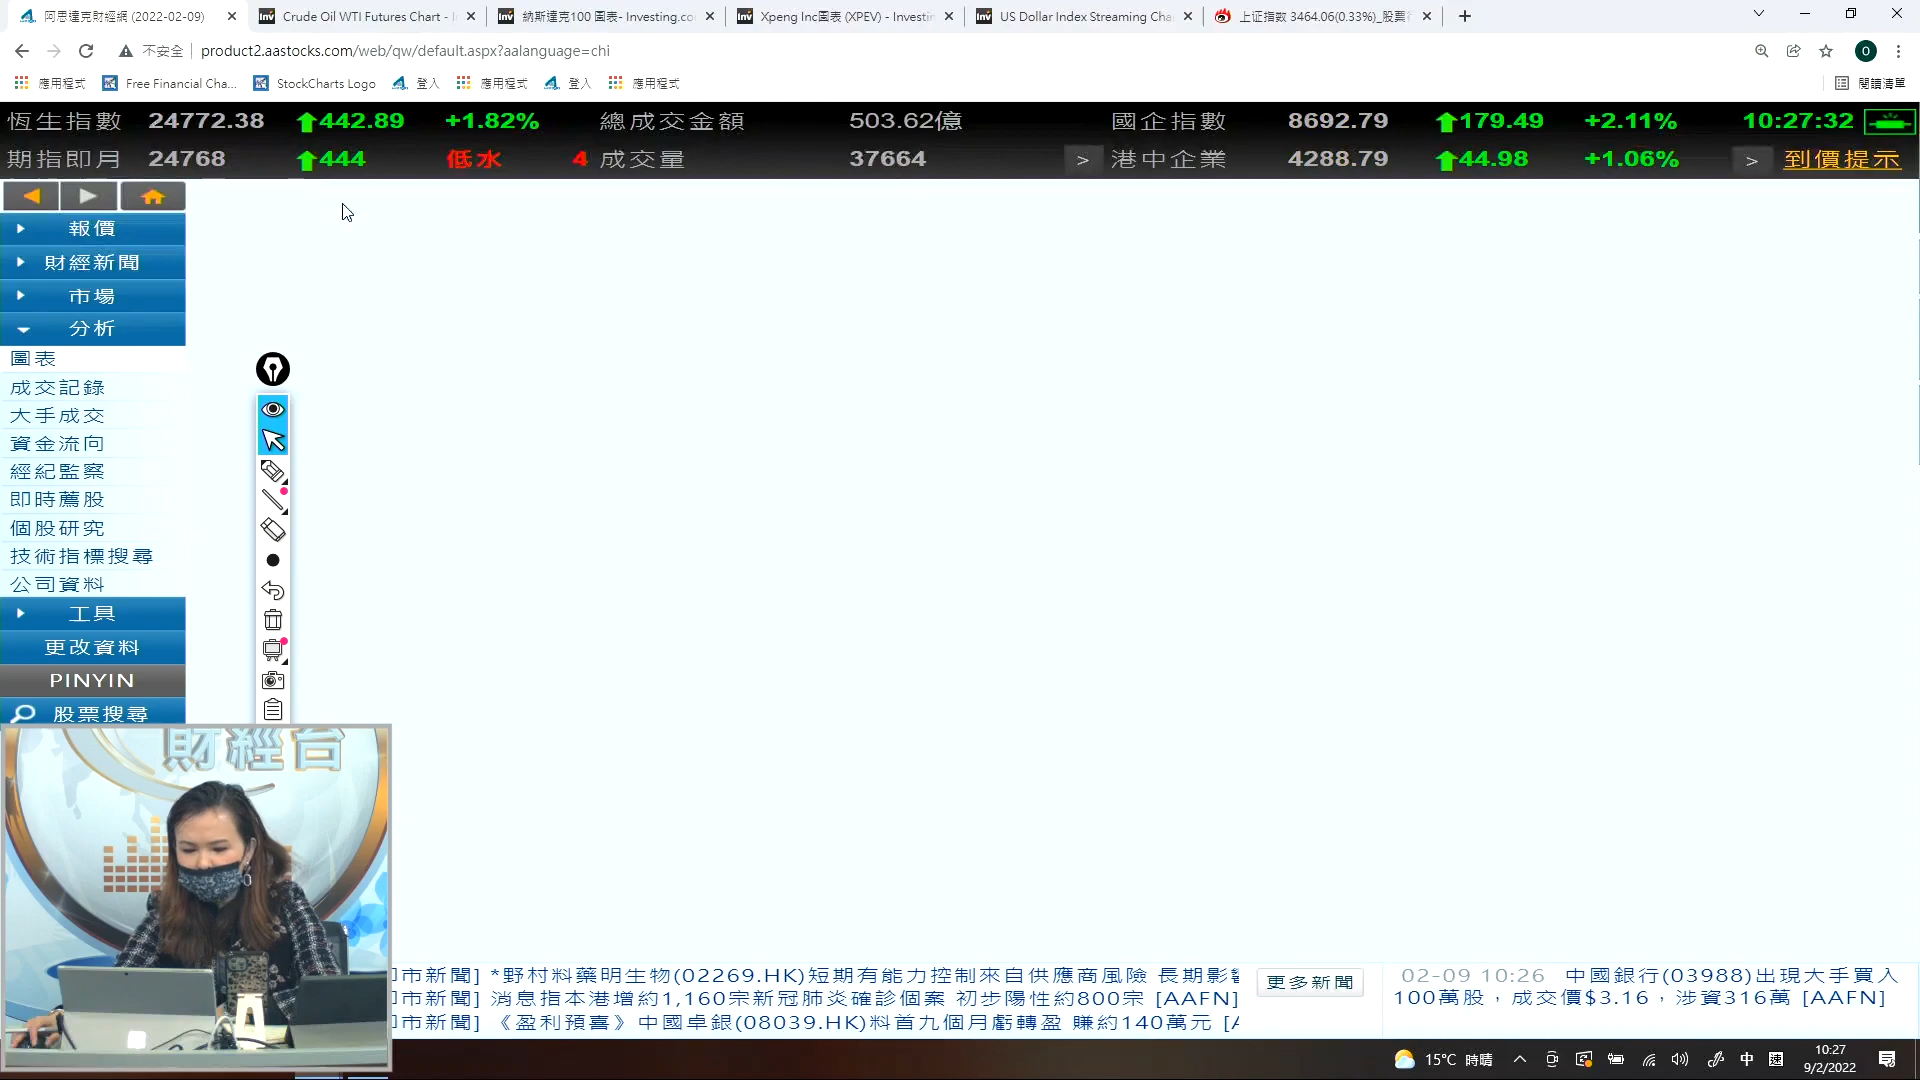 阿思達克財經網 (2022-02-09)
Crude Oil WTI Futures Chart - I
納斯達克100 圖表- Investing.co
Xpeng Inc圖表 (XPEV) - Investin
US Dollar Index Streaming Cha
上证指数 3464.06(0.33%)_股票
不安全
product2.aastocks.com/web/qw/default.aspx?aalanguage=chi
O
應用程式
Free Financial Cha...
StockCharts Logo
登入
應用程式
登入
應用程式
閱讀清單
恆生指數 24772.38 442.89 +1.82% 總成交金額 503.62億 國企指數 8692.79 179.49 +2.11% 10:27:32
期指即月 24768 444 低水 4 成交量 37664 > 港中企業 4288.79 44.98 +1.06% > 到價提示
報價
財經新聞
市場
分析
圖表
成交記錄
大手成交
資金流向
經紀監察
即時薦股
個股研究
技術指標搜尋
公司資料
工具
更改資料
PINYIN
股票搜尋
財經台
市新聞] *野村料藥明生物(02269.HK)短期有能力控制來自供應商風險 長期影
市新聞] 消息指本港增約1,160宗新冠肺炎確診個案 初步陽性約800宗 [AAFN]
市新聞] 《盈利預喜》中國卓銀(08039.HK)料首九個月虧轉盈 賺約140萬元 [A
更多新聞
02-09 10:26 中國銀行(03988)出現大手買入
100萬股，成交價$3.16，涉資316萬 [AAFN]
15°C 時晴
中
10:27
9/2/2022